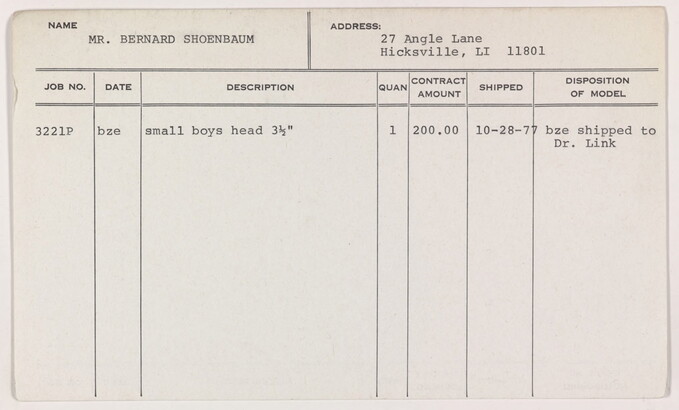 NAME
MR. BERNARD SHOENBAUM
ADDRESS:
27 Angle Lane
Hicksville, LI 11801
JOB NO. DATE DESCRIPTION QUAN CONTRACT AMOUNT SHIPPED DISPOSITION OF MODEL
3221P bze small boys head 3½" 1 200.00 10-28-77 bze shipped to
Dr. Link